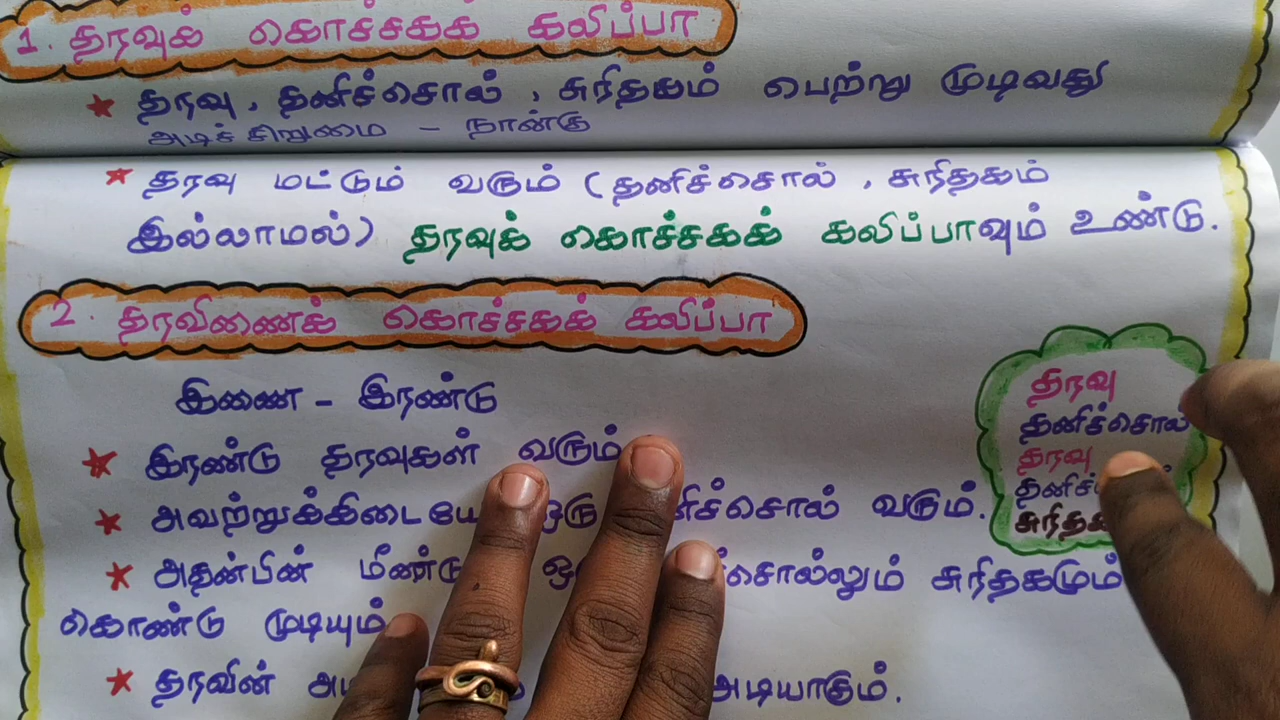 1. தரவுக் கொச்சகக் கலிப்பா
தரவு, தனிச்சொல், சுரிதகம் பெற்று முடிவது
அடிச் சிறுமை - நான்கு
தரவு மட்டும் வரும் (தனிச்சொல், சுரிதகம்
இல்லாமல்) தரவுக் கொச்சகக் கலிப்பாவும் உண்டு.
2. தரவிணைக் கொச்சகக் கலிப்பா
இணை - இரண்டு
இரண்டு தரவுகள் வரும்
அவற்றுக்கிடையே ஒரு தனிச்சொல் வரும்.
அதன்பின் மீண்டு சொல்லும் சுரிதகமும்
கொண்டு முடியும்
தரவின் அடியாகும்.
தரவு
தனிச்சொல்
தரவு